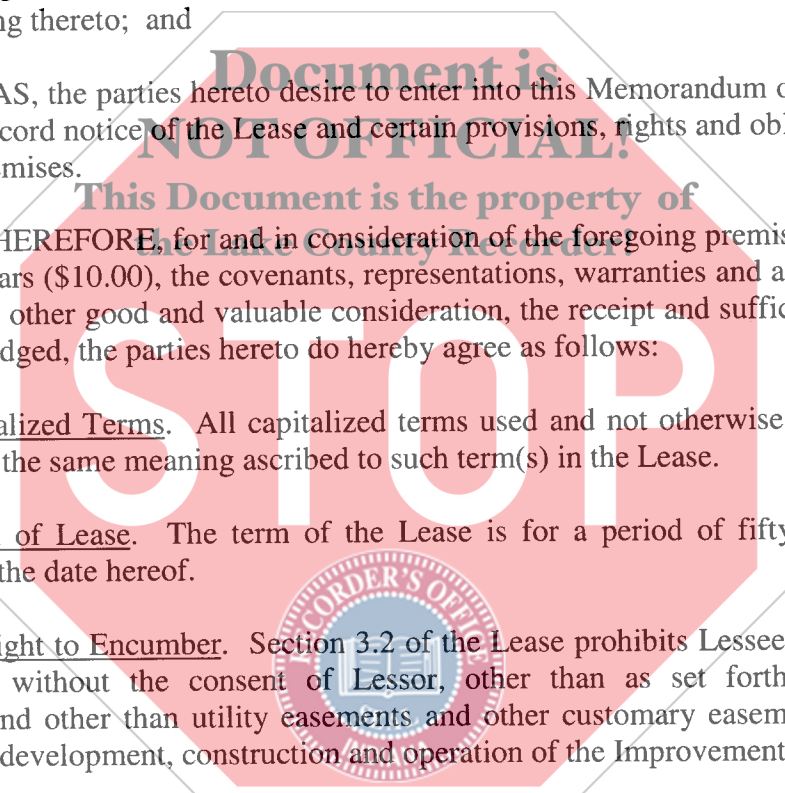 ng thereto; and
Document is
AS, the parties hereto desire to enter into this Memorandum o
NOT OFFICIAL!
cord notice of the Lease and certain provisions, rights and obl
mises.
This Document is the property of
the Lake County Recorder!
HEREFORE, for and in consideration of the foregoing premis
ars ($10.00), the covenants, representations, warranties and a
other good and valuable consideration, the receipt and suffic
dged, the parties hereto do hereby agree as follows:
STOP
alized Terms. All capitalized terms used and not otherwise
the same meaning ascribed to such term(s) in the Lease.
of Lease. The term of the Lease is for a period of fifty
the date hereof.
RECORDER'S OFFICE
ight to Encumber. Section 3.2 of the Lease prohibits Lessee
without the consent of Lessor, other than as set forth
nd other than utility easements and other customary easem
development, construction and operation of the Improvement